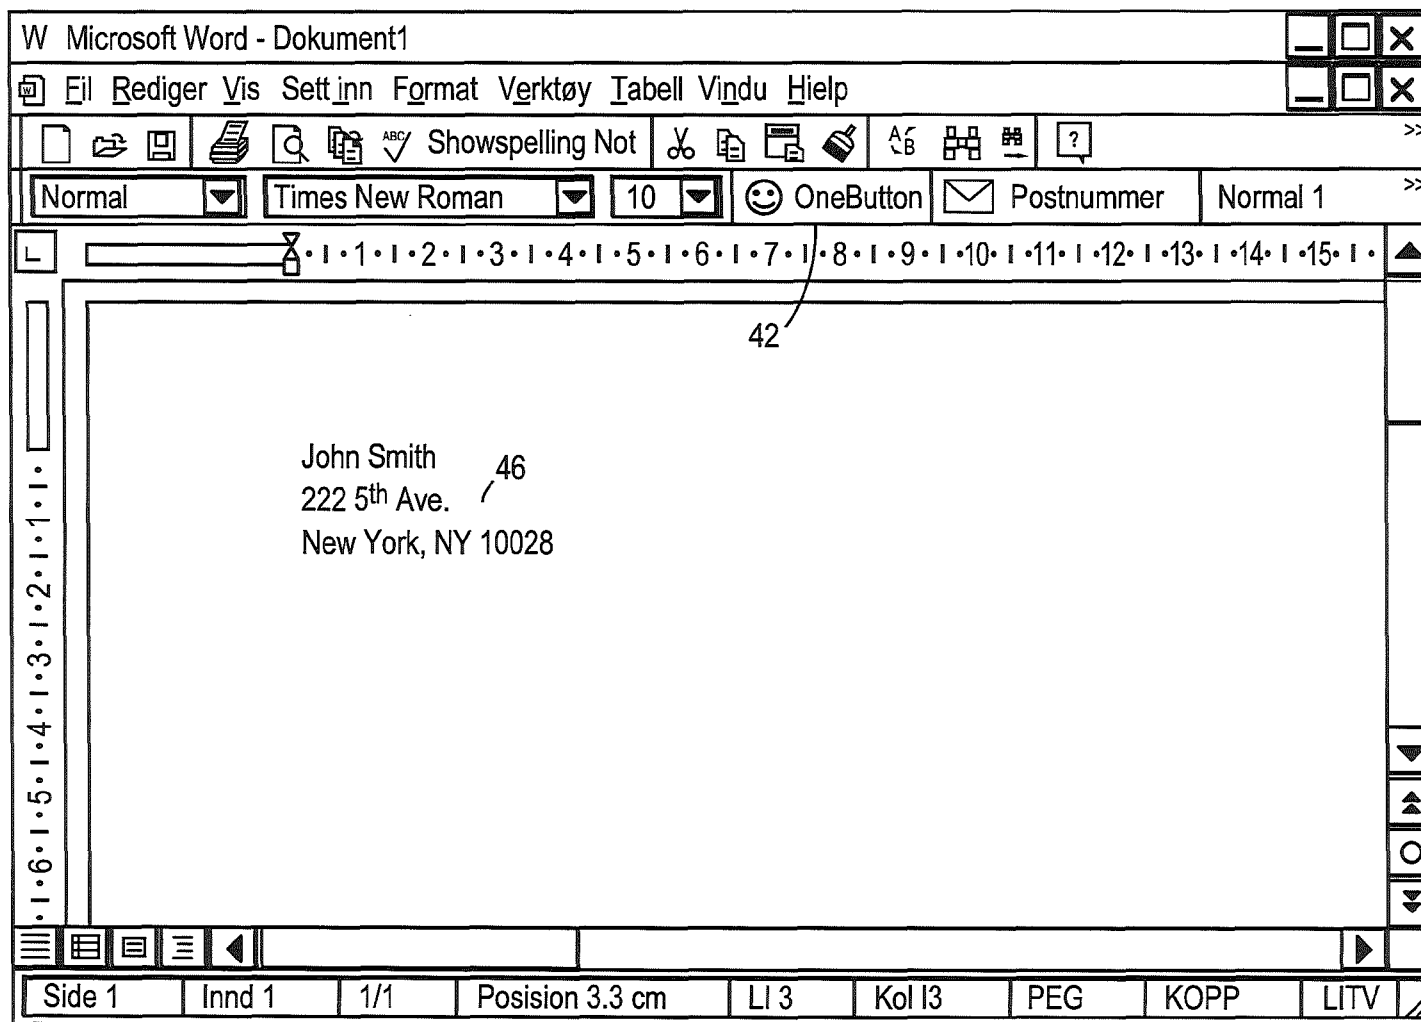 W Microsoft Word - Dokument1
Fil Rediger Vis Sett inn Format Verktøy Tabell Vindu Hielp
ABC Showspelling Not A B ? >>
Normal Times New Roman 10 OneButton Postnummer Normal 1 >>
L · I · 1 · I · 2 · I · 3 · I · 4 · I · 5 · I · 6 · I · 7 · I · 8 · I · 9 · I · 10 · I · 11 · I · 12 · I · 13 · I · 14 · I · 15 · I ·
42
John Smith
46
222 5th Ave.
New York, NY 10028
· I · 6 · I · 5 · I · 4 · I · 3 · I · 2 · I · 1 · I ·
Side 1 Innd 1 1/1 Posision 3.3 cm LI 3 Kol I3 PEG KOPP LITV